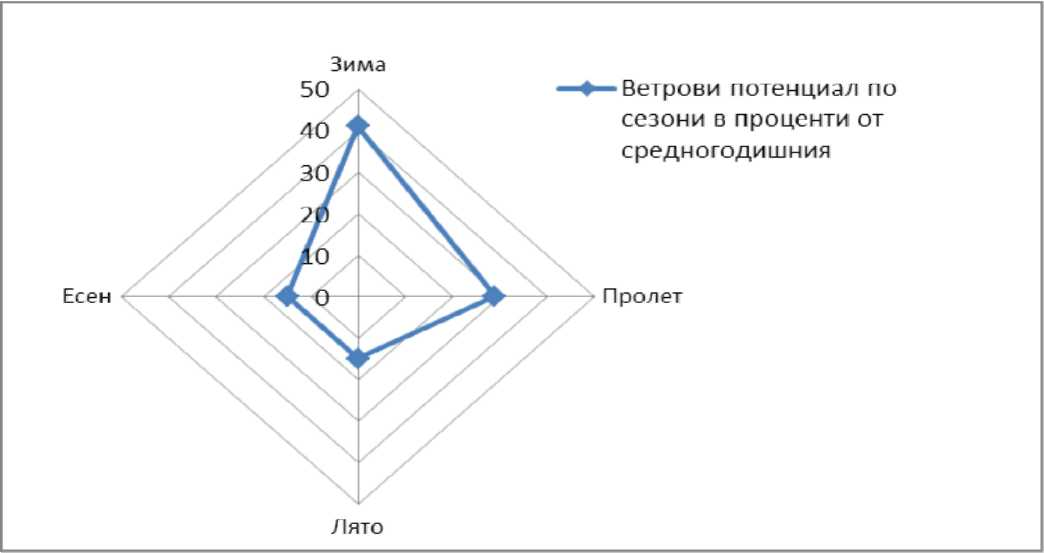 Зима
50
40
30
20
10
0
Ветрови потенциал по
сезони в проценти от
средногодишния
Есен
Пролет
Лято